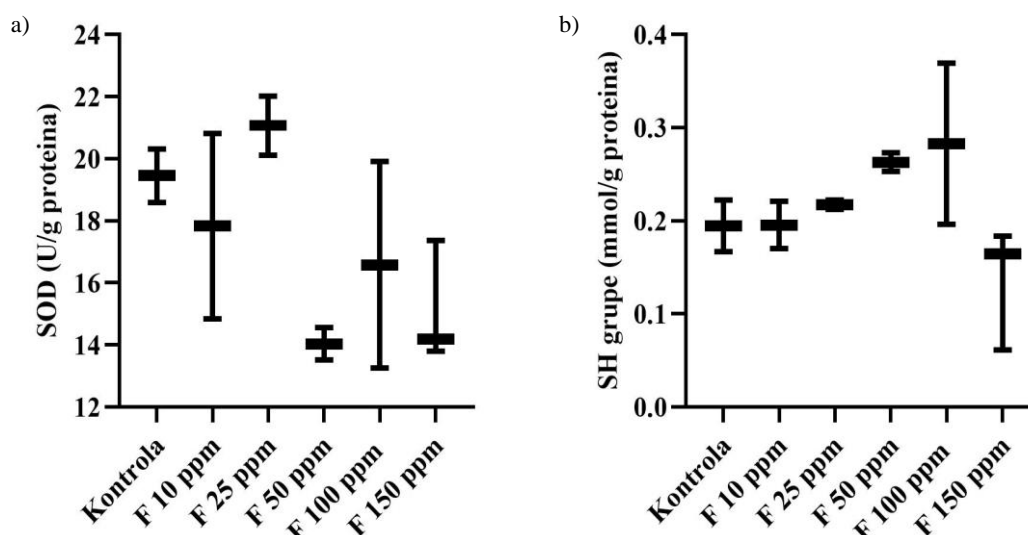 a)
SOD (U/g proteina)
24
22
20
18
16
14
12
Kontrola
F 10 ppm
F 25 ppm
F 50 ppm
F 100 ppm
F 150 ppm
b)
SH grupe (mmol/g proteina)
0.4
0.3
0.2
0.1
0.0
Kontrola
F 10 ppm
F 25 ppm
F 50 ppm
F 100 ppm
F 150 ppm